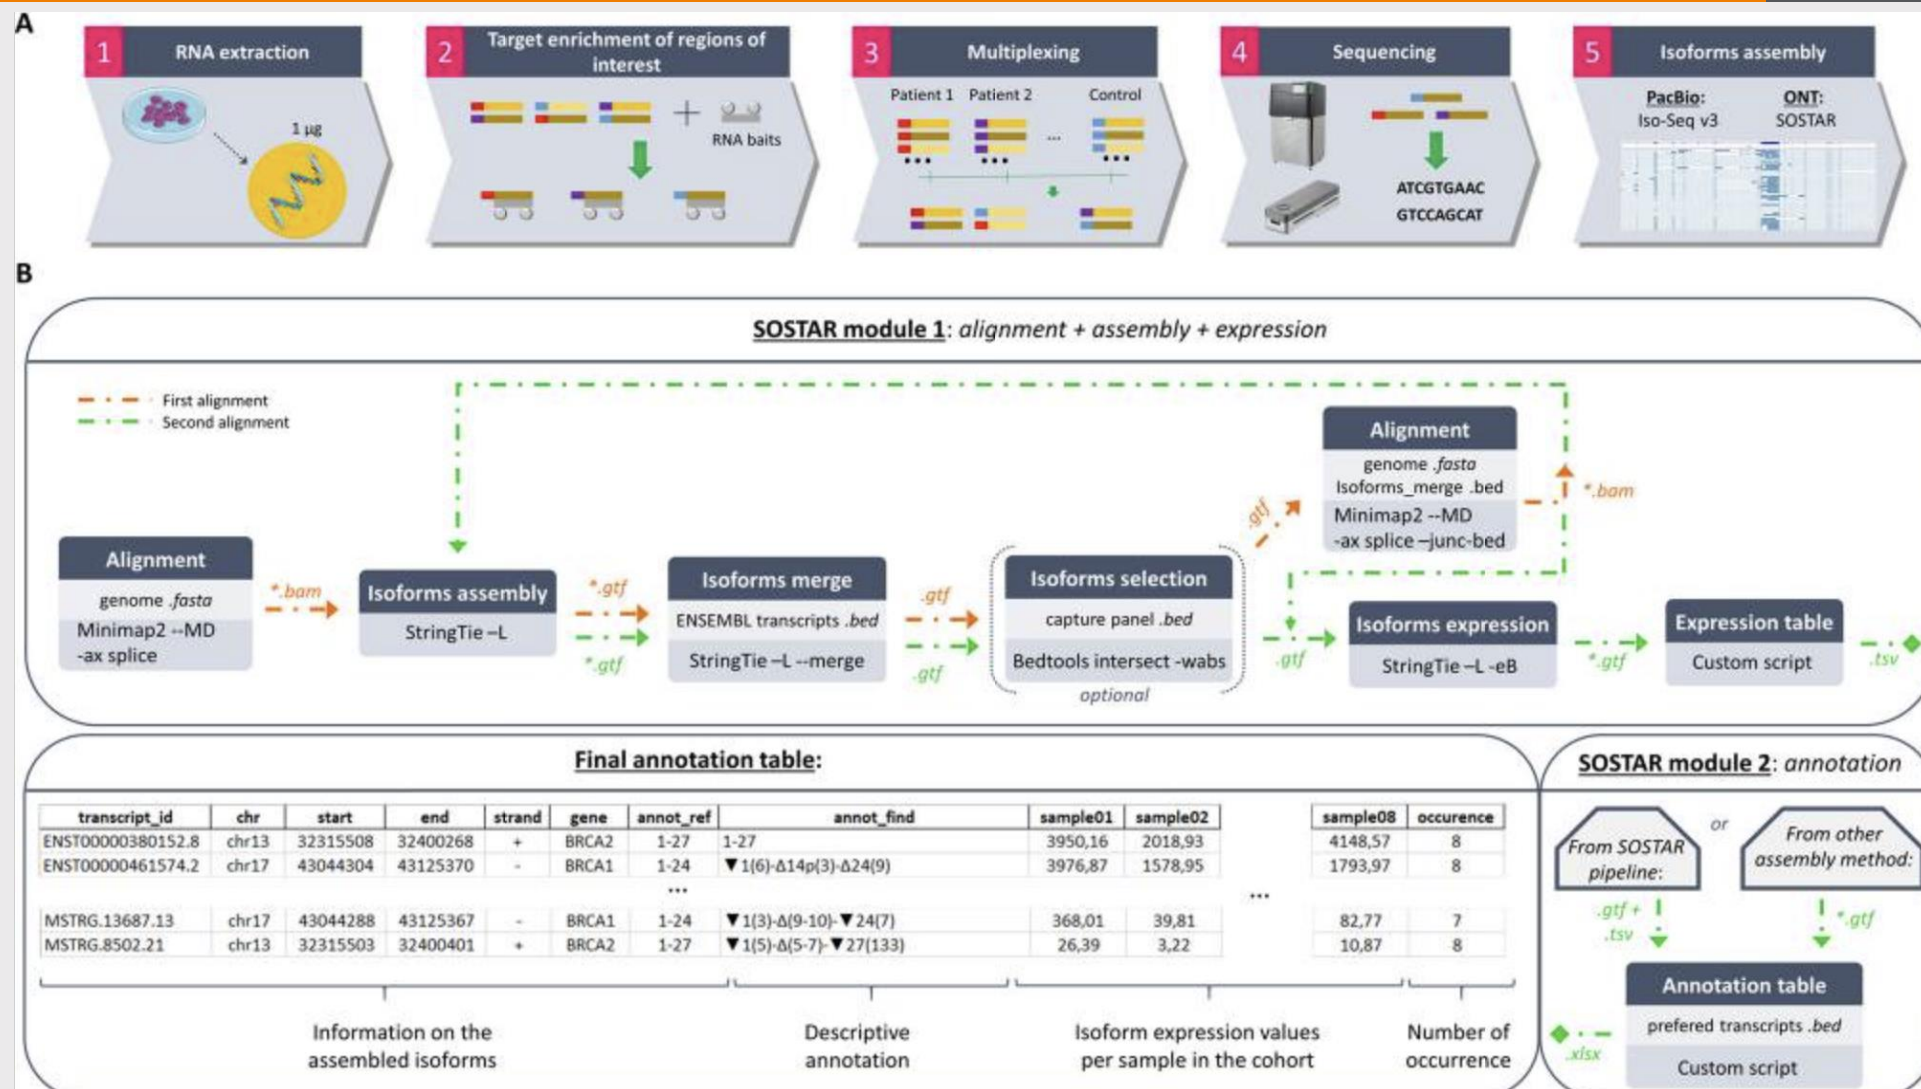 A
1 RNA extraction
1 µg
2 Target enrichment of regions of
interest
RNA baits
3 Multiplexing
Patient 1 Patient 2 Control
...
4 Sequencing
ATCGTGAAC
GTCCAGCAT
5 Isoforms assembly
PacBio: ONT:
Iso-Seq v3 SOSTAR
B
SOSTAR module 1: alignment + assembly + expression
First alignment
Second alignment
Alignment
genome .fasta
Minimap2 --MD
-ax splice
*.bam
Isoforms assembly
StringTie –L
*.gtf
*.gtf
Isoforms merge
ENSEMBL transcripts .bed
StringTie –L --merge
.gtf
.gtf
Isoforms selection
capture panel .bed
Bedtools intersect -wabs
optional
.gtf
Alignment
genome .fasta
Isoforms_merge .bed
Minimap2 --MD
-ax splice –junc-bed
*.bam
.gtf
Isoforms expression
StringTie –L -eB
*.gtf
Expression table
Custom script
.tsv
Final annotation table:
transcript_id chr start end strand gene annot_ref annot_find sample01 sample02 sample08 occurence
ENST00000380152.8 chr13 32315508 32400268 + BRCA2 1-27 1-27 3950,16 2018,93 4148,57 8
ENST00000461574.2 chr17 43044304 43125370 - BRCA1 1-24 ▼1(6)-Δ14p(3)-Δ24(9) 3976,87 1578,95 1793,97 8
... ...
MSTRG.13687.13 chr17 43044288 43125367 - BRCA1 1-24 ▼1(3)-Δ(9-10)-▼24(7) 368,01 39,81 82,77 7
MSTRG.8502.21 chr13 32315503 32400401 + BRCA2 1-27 ▼1(5)-Δ(5-7)-▼27(133) 26,39 3,22 10,87 8
Information on the
assembled isoforms
Descriptive
annotation
Isoform expression values
per sample in the cohort
Number of
occurrence
SOSTAR module 2: annotation
From SOSTAR
pipeline:
or
From other
assembly method:
.gtf +
.tsv
*.gtf
Annotation table
prefered transcripts .bed
Custom script
.xlsx